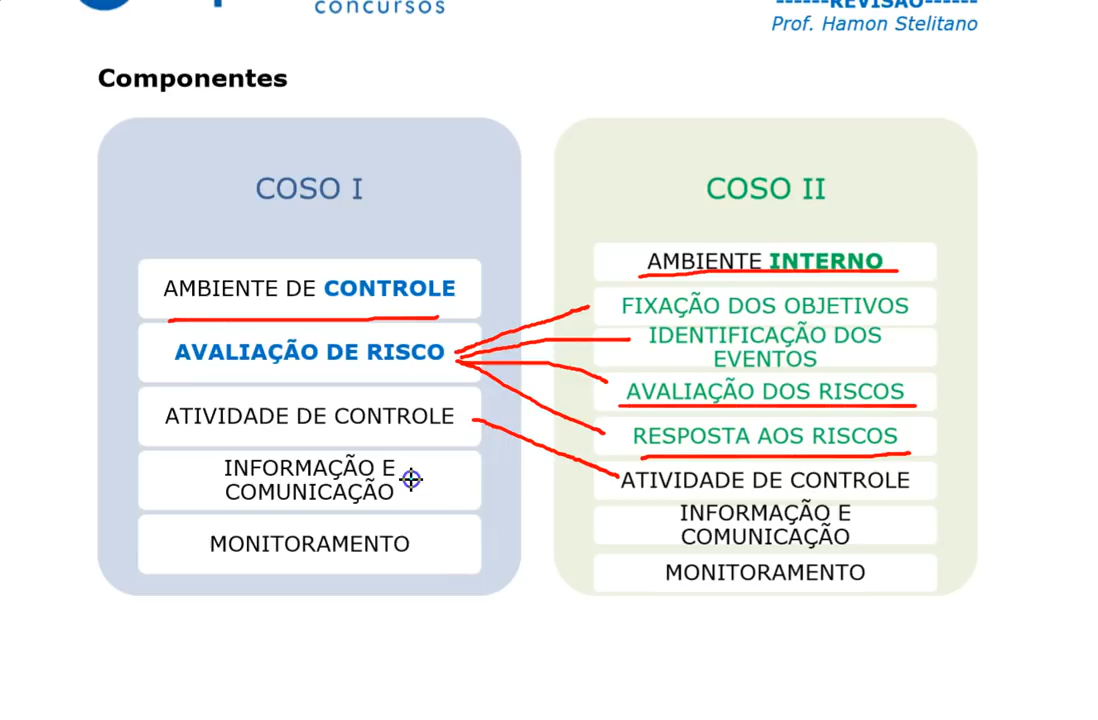 concursos
------REVISÃO------
Prof. Hamon Stelitano
Componentes
COSO I
AMBIENTE DE CONTROLE
AVALIAÇÃO DE RISCO
ATIVIDADE DE CONTROLE
INFORMAÇÃO E
COMUNICAÇÃO
MONITORAMENTO
COSO II
AMBIENTE INTERNO
FIXAÇÃO DOS OBJETIVOS
IDENTIFICAÇÃO DOS
EVENTOS
AVALIAÇÃO DOS RISCOS
RESPOSTA AOS RISCOS
ATIVIDADE DE CONTROLE
INFORMAÇÃO E
COMUNICAÇÃO
MONITORAMENTO